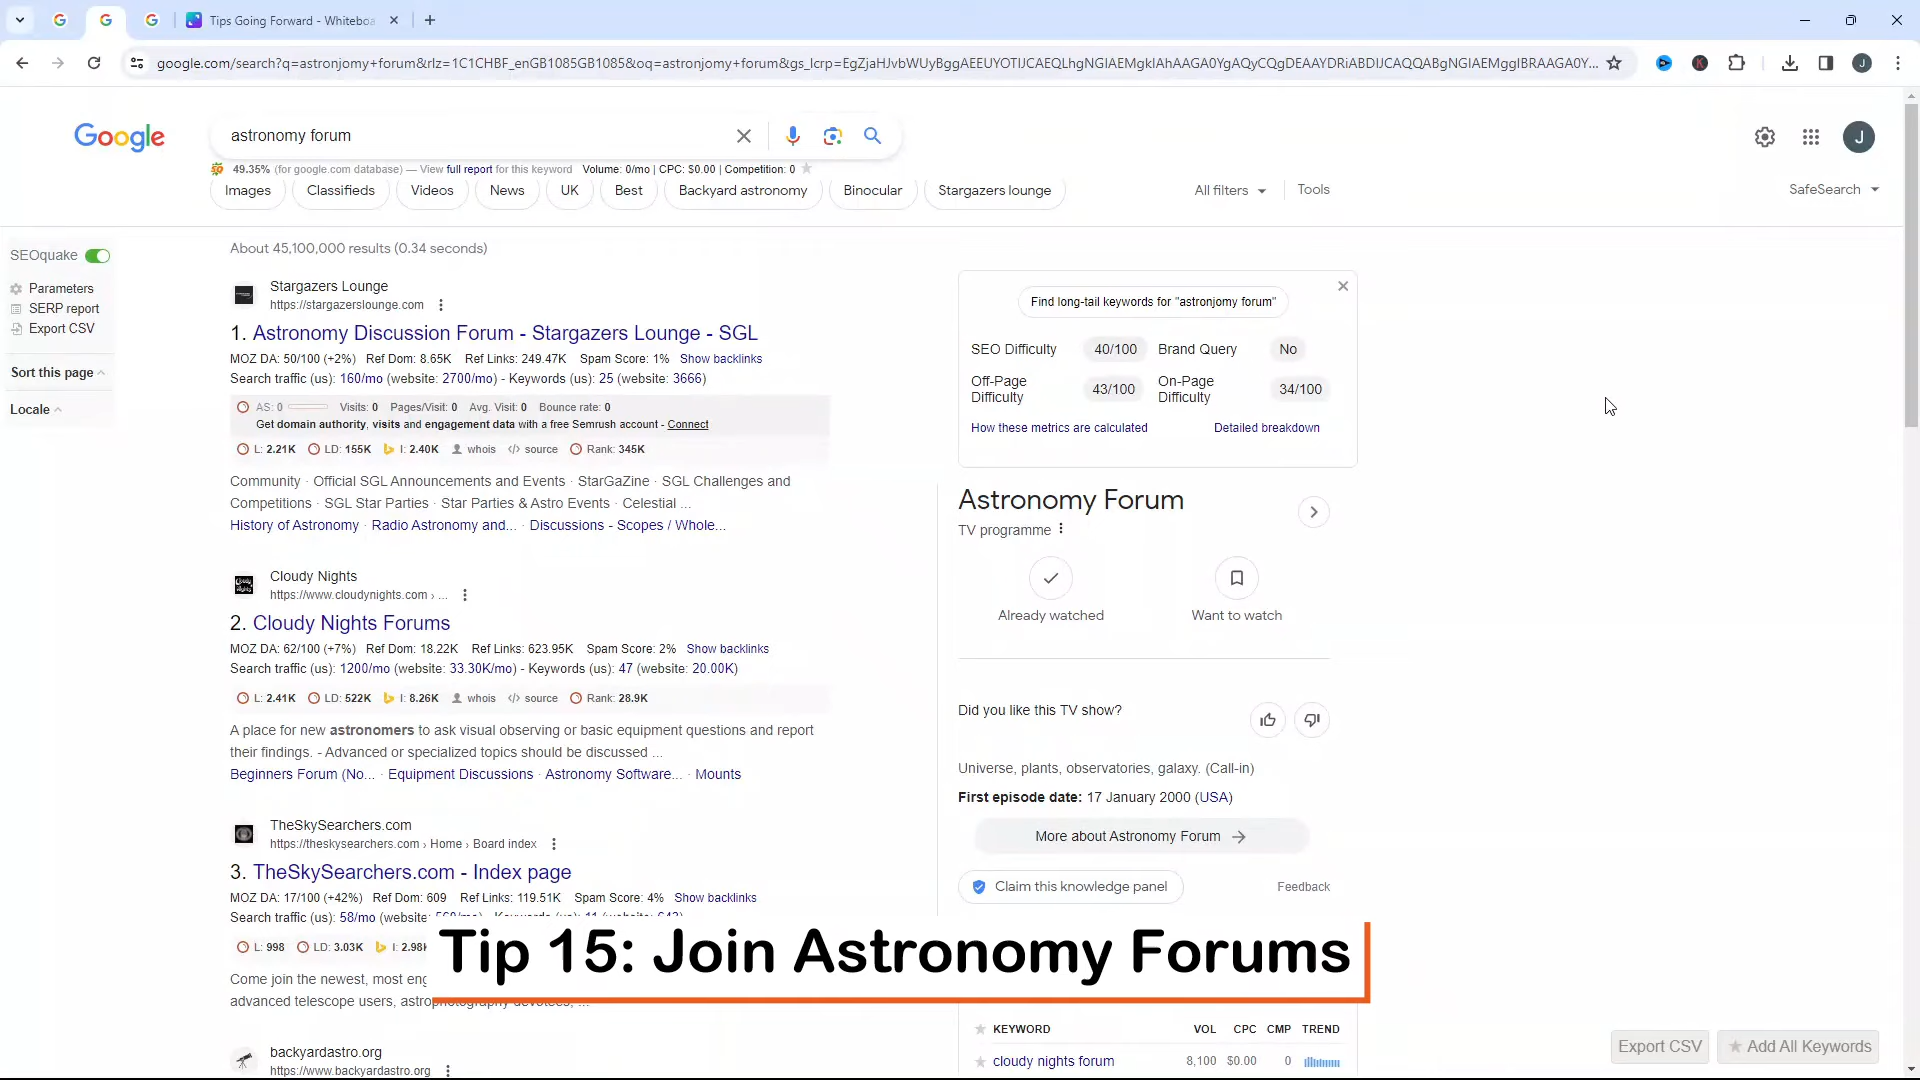 Tips Going Forward - Whitebo
google.com/search?q=astronjomy+forum&rlz=1C1CHBF_enGB1085GB1085&oq=astronjomy+forum&gs_lcrp=EgZjaHJvbWUyBggAEEUYOTIJCAEQLhgNGIAEMgkIAhAAGA0YgAQyCQgDEAAYDRiABDIJCAQQABgNGIAEMggIBRAAGA0Y...
Google
astronomy forum
J
49.35% (for google.com database) — View full report for this keyword Volume: 0/mo | CPC: $0.00 | Competition: 0
Images Classifieds Videos News UK Best Backyard astronomy Binocular Stargazers lounge All filters Tools SafeSearch
About 45,100,000 results (0.34 seconds)
SEOquake
Parameters
SERP report
Export CSV
Sort this page
Locale
Stargazers Lounge
https://stargazerslounge.com
1. Astronomy Discussion Forum - Stargazers Lounge - SGL
MOZ DA: 50/100 (+2%) Ref Dom: 8.65K Ref Links: 249.47K Spam Score: 1% Show backlinks
Search traffic (us): 160/mo (website: 2700/mo) - Keywords (us): 25 (website: 3666)
AS: 0 Visits: 0 Pages/Visit: 0 Avg. Visit: 0 Bounce rate: 0
Get domain authority, visits and engagement data with a free Semrush account - Connect
L: 2.21K LD: 155K I: 2.40K whois source Rank: 345K
Community · Official SGL Announcements and Events · StarGaZine · SGL Challenges and
Competitions · SGL Star Parties · Star Parties & Astro Events · Celestial ...
History of Astronomy · Radio Astronomy and... · Discussions - Scopes / Whole...
Cloudy Nights
https://www.cloudynights.com › ...
2. Cloudy Nights Forums
MOZ DA: 62/100 (+7%) Ref Dom: 18.22K Ref Links: 623.95K Spam Score: 2% Show backlinks
Search traffic (us): 1200/mo (website: 33.30K/mo) - Keywords (us): 47 (website: 20.00K)
L: 2.41K LD: 522K I: 8.26K whois source Rank: 28.9K
A place for new astronomers to ask visual observing or basic equipment questions and report
their findings. - Advanced or specialized topics should be discussed ...
Beginners Forum (No... · Equipment Discussions · Astronomy Software... · Mounts
TheSkySearchers.com
https://theskysearchers.com › Home › Board index
3. TheSkySearchers.com - Index page
MOZ DA: 17/100 (+42%) Ref Dom: 609 Ref Links: 119.51K Spam Score: 4% Show backlinks
Search traffic (us): 58/mo (website:
L: 998 LD: 3.03K I: 2.98K
Come join the newest, most eng
advanced telescope users, astrophotography devotees, ...
backyardastro.org
https://www.backyardastro.org
Find long-tail keywords for "astronjomy forum"
SEO Difficulty 40/100 Brand Query No
Off-Page Difficulty 43/100 On-Page Difficulty 34/100
How these metrics are calculated Detailed breakdown
Astronomy Forum
TV programme
Already watched Want to watch
Did you like this TV show?
Universe, plants, observatories, galaxy. (Call-in)
First episode date: 17 January 2000 (USA)
More about Astronomy Forum
Claim this knowledge panel Feedback
Tip 15: Join Astronomy Forums
KEYWORD VOL CPC CMP TREND
cloudy nights forum 8,100 $0.00 0
Export CSV Add All Keywords